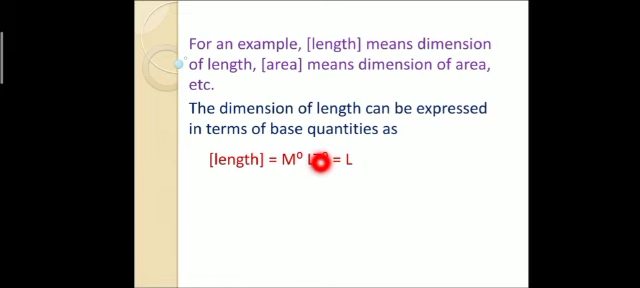 For an example, [length] means dimension
of length, [area] means dimension of area,
etc.
The dimension of length can be expressed
in terms of base quantities as
[length] = M⁰ LT⁰ = L